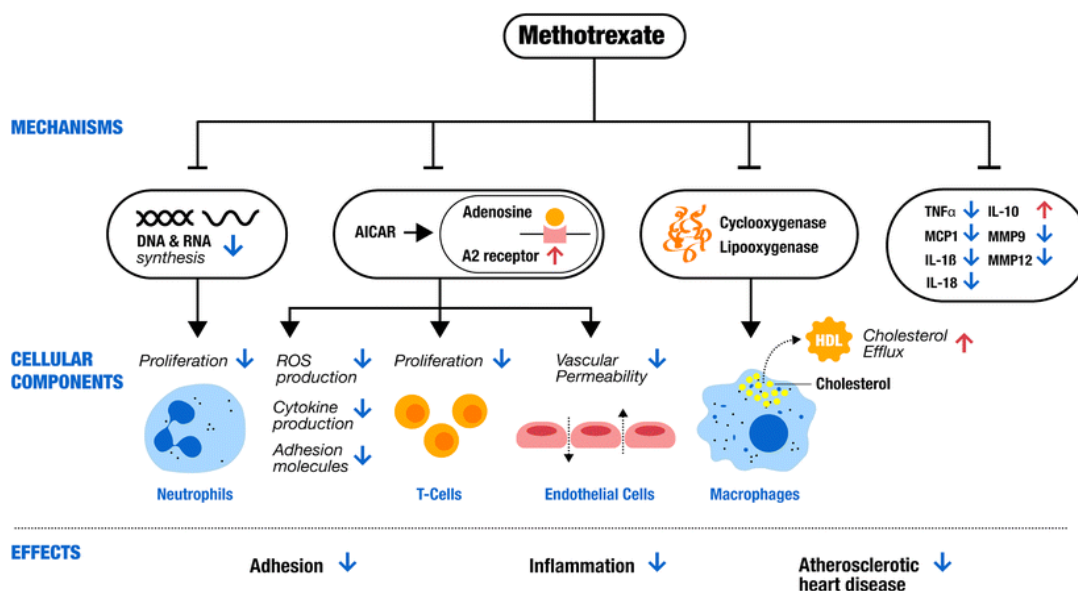 Methotrexate
MECHANISMS
DNA & RNA
synthesis
AICAR
Adenosine
A2 receptor
Cyclooxygenase
Lipooxygenase
TNFα
IL-10
MCP1
MMP9
IL-18
MMP12
IL-18
CELLULAR
COMPONENTS
Proliferation
ROS
production
Cytokine
production
Adhesion
molecules
Proliferation
Vascular
Permeability
HDL
Cholesterol
Efflux
Cholesterol
Neutrophils
T-Cells
Endothelial Cells
Macrophages
EFFECTS
Adhesion
Inflammation
Atherosclerotic
heart disease